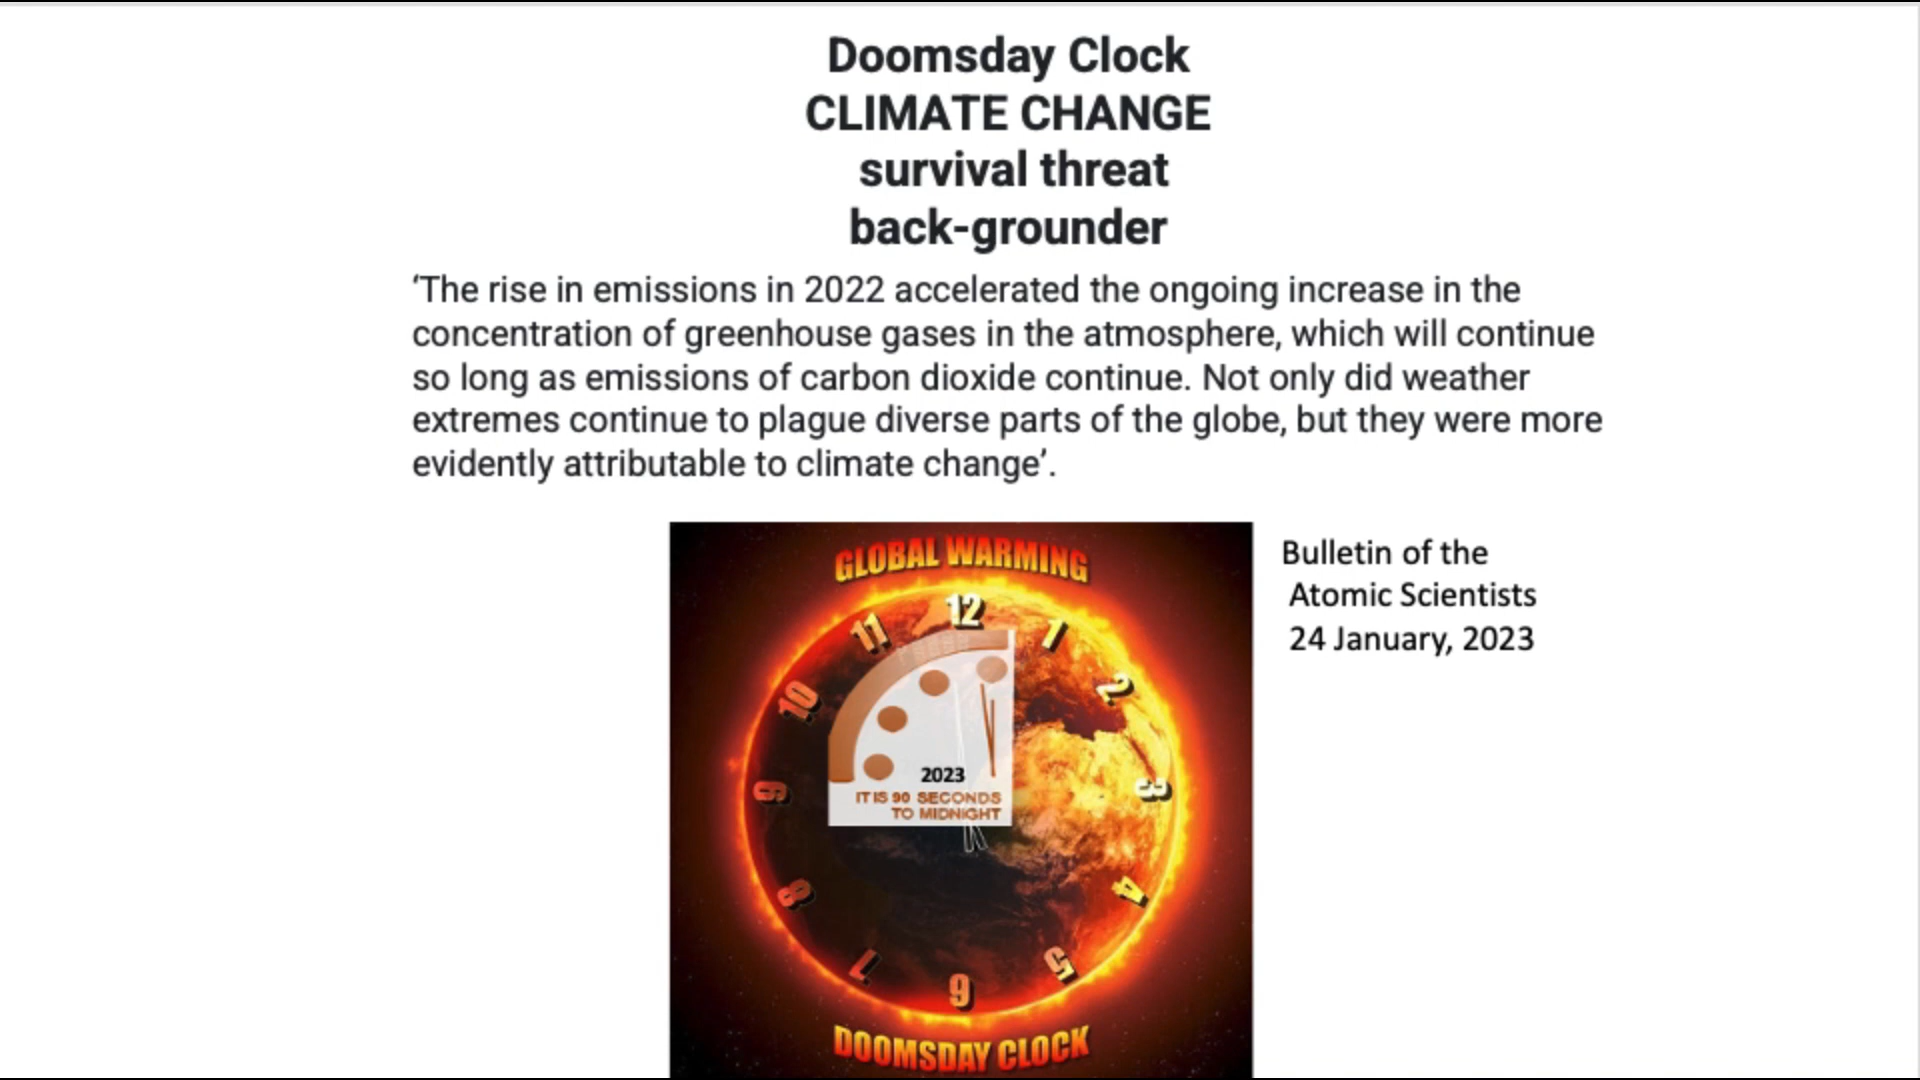 Doomsday Clock
CLIMATE CHANGE
survival threat
back-grounder
‘The rise in emissions in 2022 accelerated the ongoing increase in the
concentration of greenhouse gases in the atmosphere, which will continue
so long as emissions of carbon dioxide continue. Not only did weather
extremes continue to plague diverse parts of the globe, but they were more
evidently attributable to climate change’.
GLOBAL WARMING
12
11
1
10
2
9
3
8
4
7
5
6
2023
IT IS 90 SECONDS
TO MIDNIGHT
DOOMSDAY CLOCK
Bulletin of the
Atomic Scientists
24 January, 2023